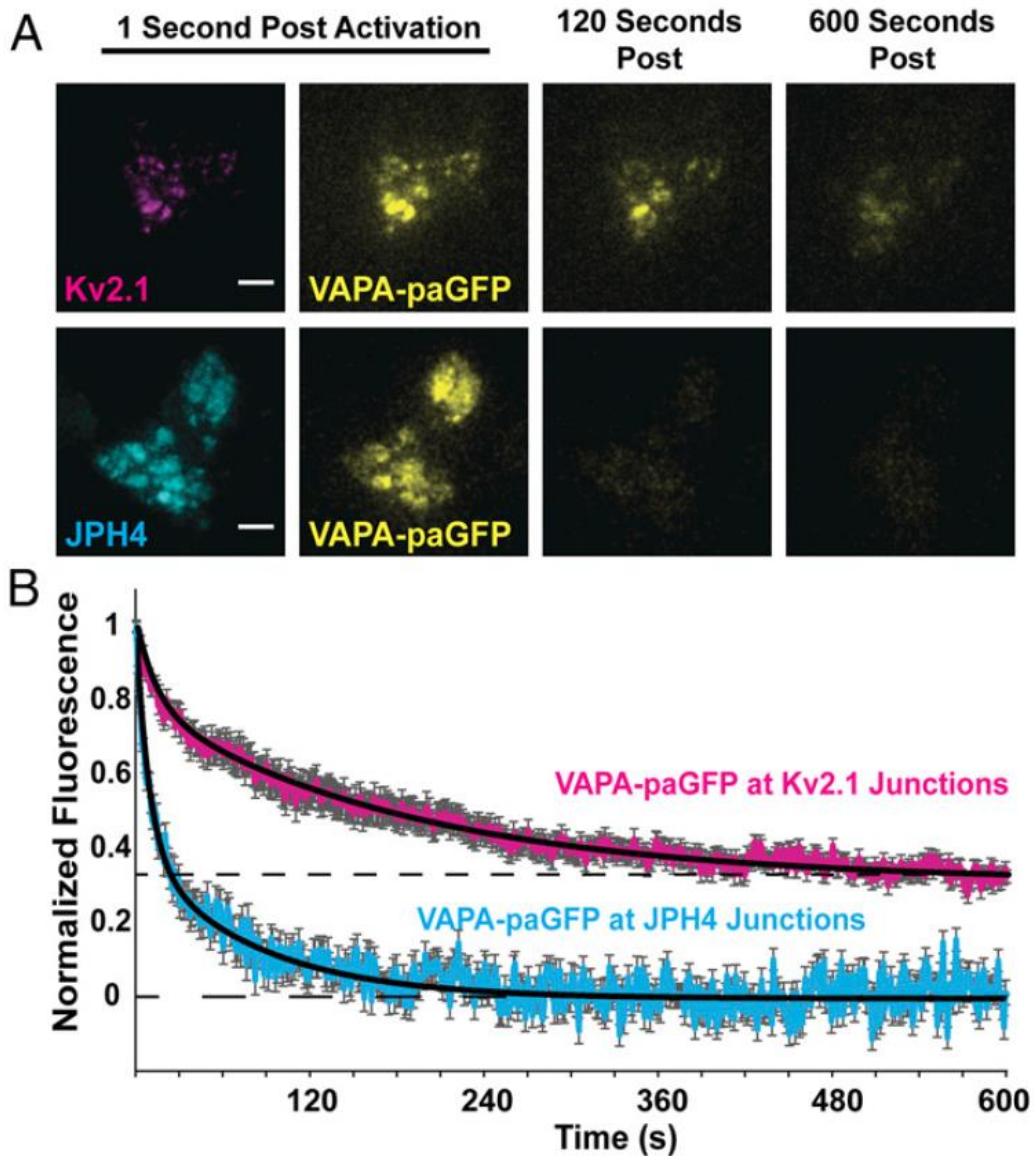 A
1 Second Post Activation
120 Seconds
Post
600 Seconds
Post
Kv2.1
VAPA-paGFP
JPH4
VAPA-paGFP
B
Normalized Fluorescence
1
0.8
0.6
0.4
0.2
0
VAPA-paGFP at Kv2.1 Junctions
VAPA-paGFP at JPH4 Junctions
120
240
360
480
600
Time (s)